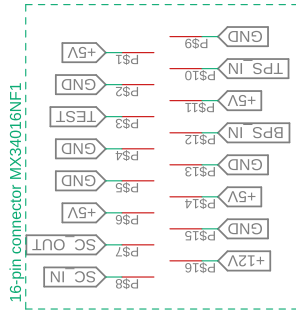 16-pin connector MX34016NF1
+5V P$1
GND P$2
TEST P$3
GND P$4
GND P$5
+5V P$6
SC_OUT P$7
SC_IN P$8
P$9 GND
P$10 TPS_IN
P$11 +5V
P$12 BPS_IN
P$13 GND
P$14 +5V
P$15 GND
P$16 +12V